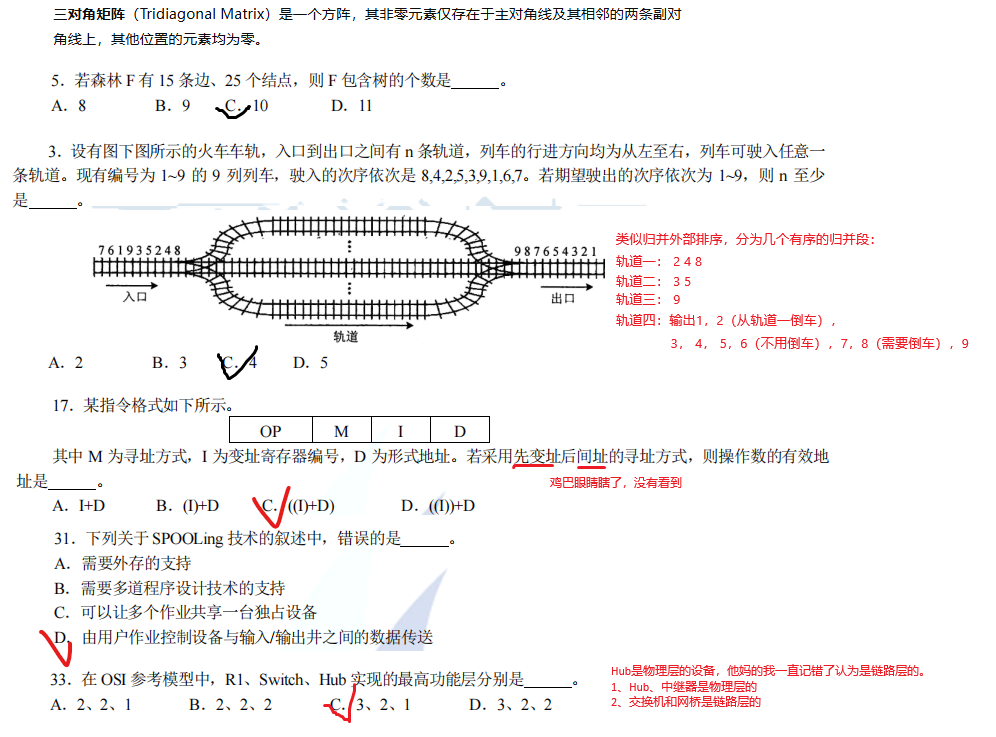 三对角矩阵（Tridiagonal Matrix）是一个方阵，其非零元素仅存在于主对角线及其相邻的两条副对
角线上，其他位置的元素均为零。
5．若森林 F 有 15 条边、25 个结点，则 F 包含树的个数是______。
A．8 B．9 C．10 D．11
3．设有图下图所示的火车车轨，入口到出口之间有 n 条轨道，列车的行进方向均为从左至右，列车可驶入任意一
条轨道。现有编号为 1~9 的 9 列列车，驶入的次序依次是 8,4,2,5,3,9,1,6,7。若期望驶出的次序依次为 1~9，则 n 至少
是______。
7 6 1 9 3 5 2 4 8
9 8 7 6 5 4 3 2 1
入口
出口
轨道
类似归并外部排序，分为几个有序的归并段：
轨道一： 2 4 8
轨道二： 3 5
轨道三： 9
轨道四：输出1，2（从轨道一倒车），
3， 4， 5，6（不用倒车），7，8（需要倒车），9
A．2 B．3 C．4 D．5
17．某指令格式如下所示。
OP M I D
其中 M 为寻址方式，I 为变址寄存器编号，D 为形式地址。若采用先变址后间址的寻址方式，则操作数的有效地
址是______。
鸡巴眼睛瞎了，没有看到
A．I+D B．(I)+D C．((I)+D) D．((I))+D
31．下列关于 SPOOLing 技术的叙述中，错误的是______。
A．需要外存的支持
B．需要多道程序设计技术的支持
C．可以让多个作业共享一台独占设备
D．由用户作业控制设备与输入/输出井之间的数据传送
33．在 OSI 参考模型中，R1、Switch、Hub 实现的最高功能层分别是______。
A．2、2、1 B．2、2、2 C．3、2、1 D．3、2、2
Hub是物理层的设备，他妈的我一直记错了认为是链路层的。
1、Hub、中继器是物理层的
2、交换机和网桥是链路层的